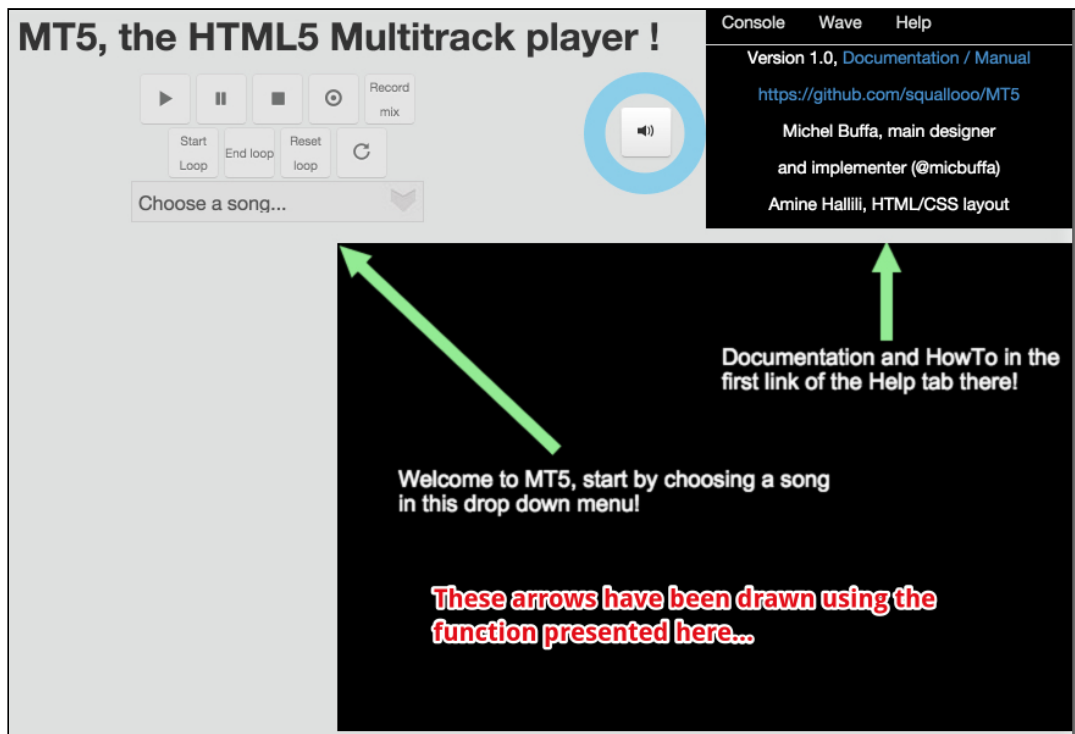 MT5, the HTML5 Multitrack player !
Console Wave Help
Version 1.0, Documentation / Manual
https://github.com/squallooo/MT5
Michel Buffa, main designer
and implementer (@micbuffa)
Amine Hallili, HTML/CSS layout
Record
mix
Start
Loop
End loop
Reset
loop
Choose a song...
Documentation and HowTo in the
first link of the Help tab there!
Welcome to MT5, start by choosing a song
in this drop down menu!
These arrows have been drawn using the
function presented here...